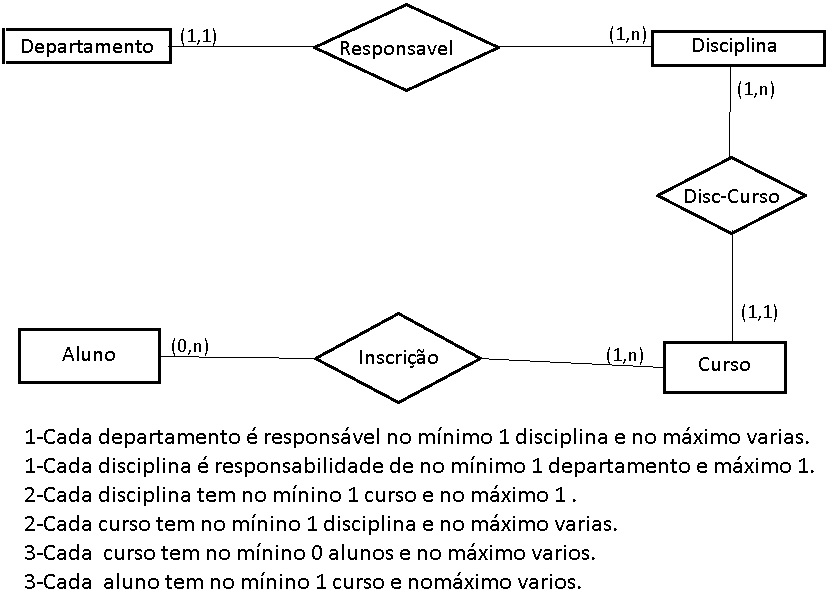 Departamento (1,1) Responsavel (1,n) Disciplina
(1,n)
Disc-Curso
(1,1)
Aluno (0,n) Inscrição (1,n) Curso
1-Cada departamento é responsável no mínimo 1 disciplina e no máximo varias.
1-Cada disciplina é responsabilidade de no mínimo 1 departamento e máximo 1.
2-Cada disciplina tem no mínino 1 curso e no máximo 1 .
2-Cada curso tem no mínino 1 disciplina e no máximo varias.
3-Cada  curso tem no mínino 0 alunos e no máximo varios.
3-Cada  aluno tem no mínino 1 curso e nomáximo varios.